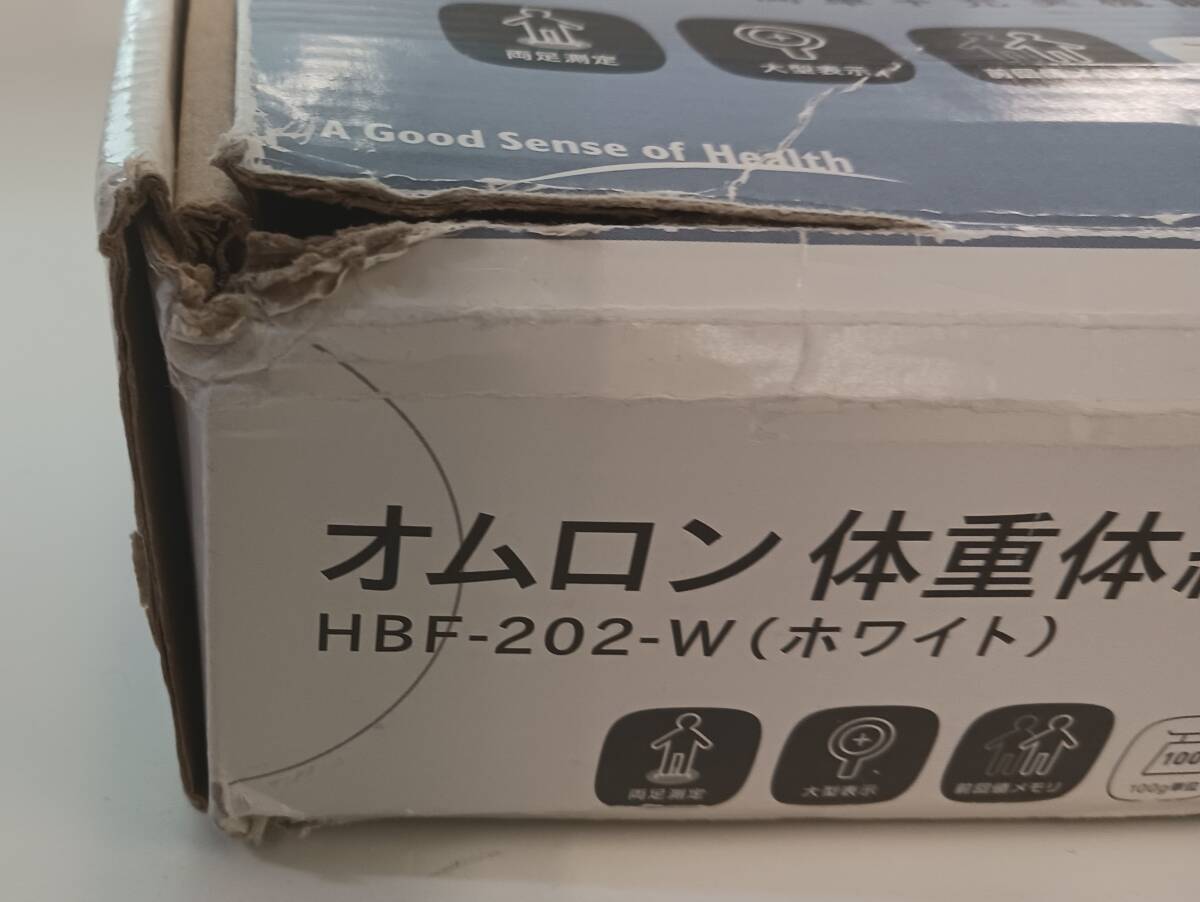 両足測定
大型表示
A Good Sense of Health
オムロン 体重体
HBF-202-W(ホワイト)
両足測定
大型表示
前回値メモリ
100
100g単位